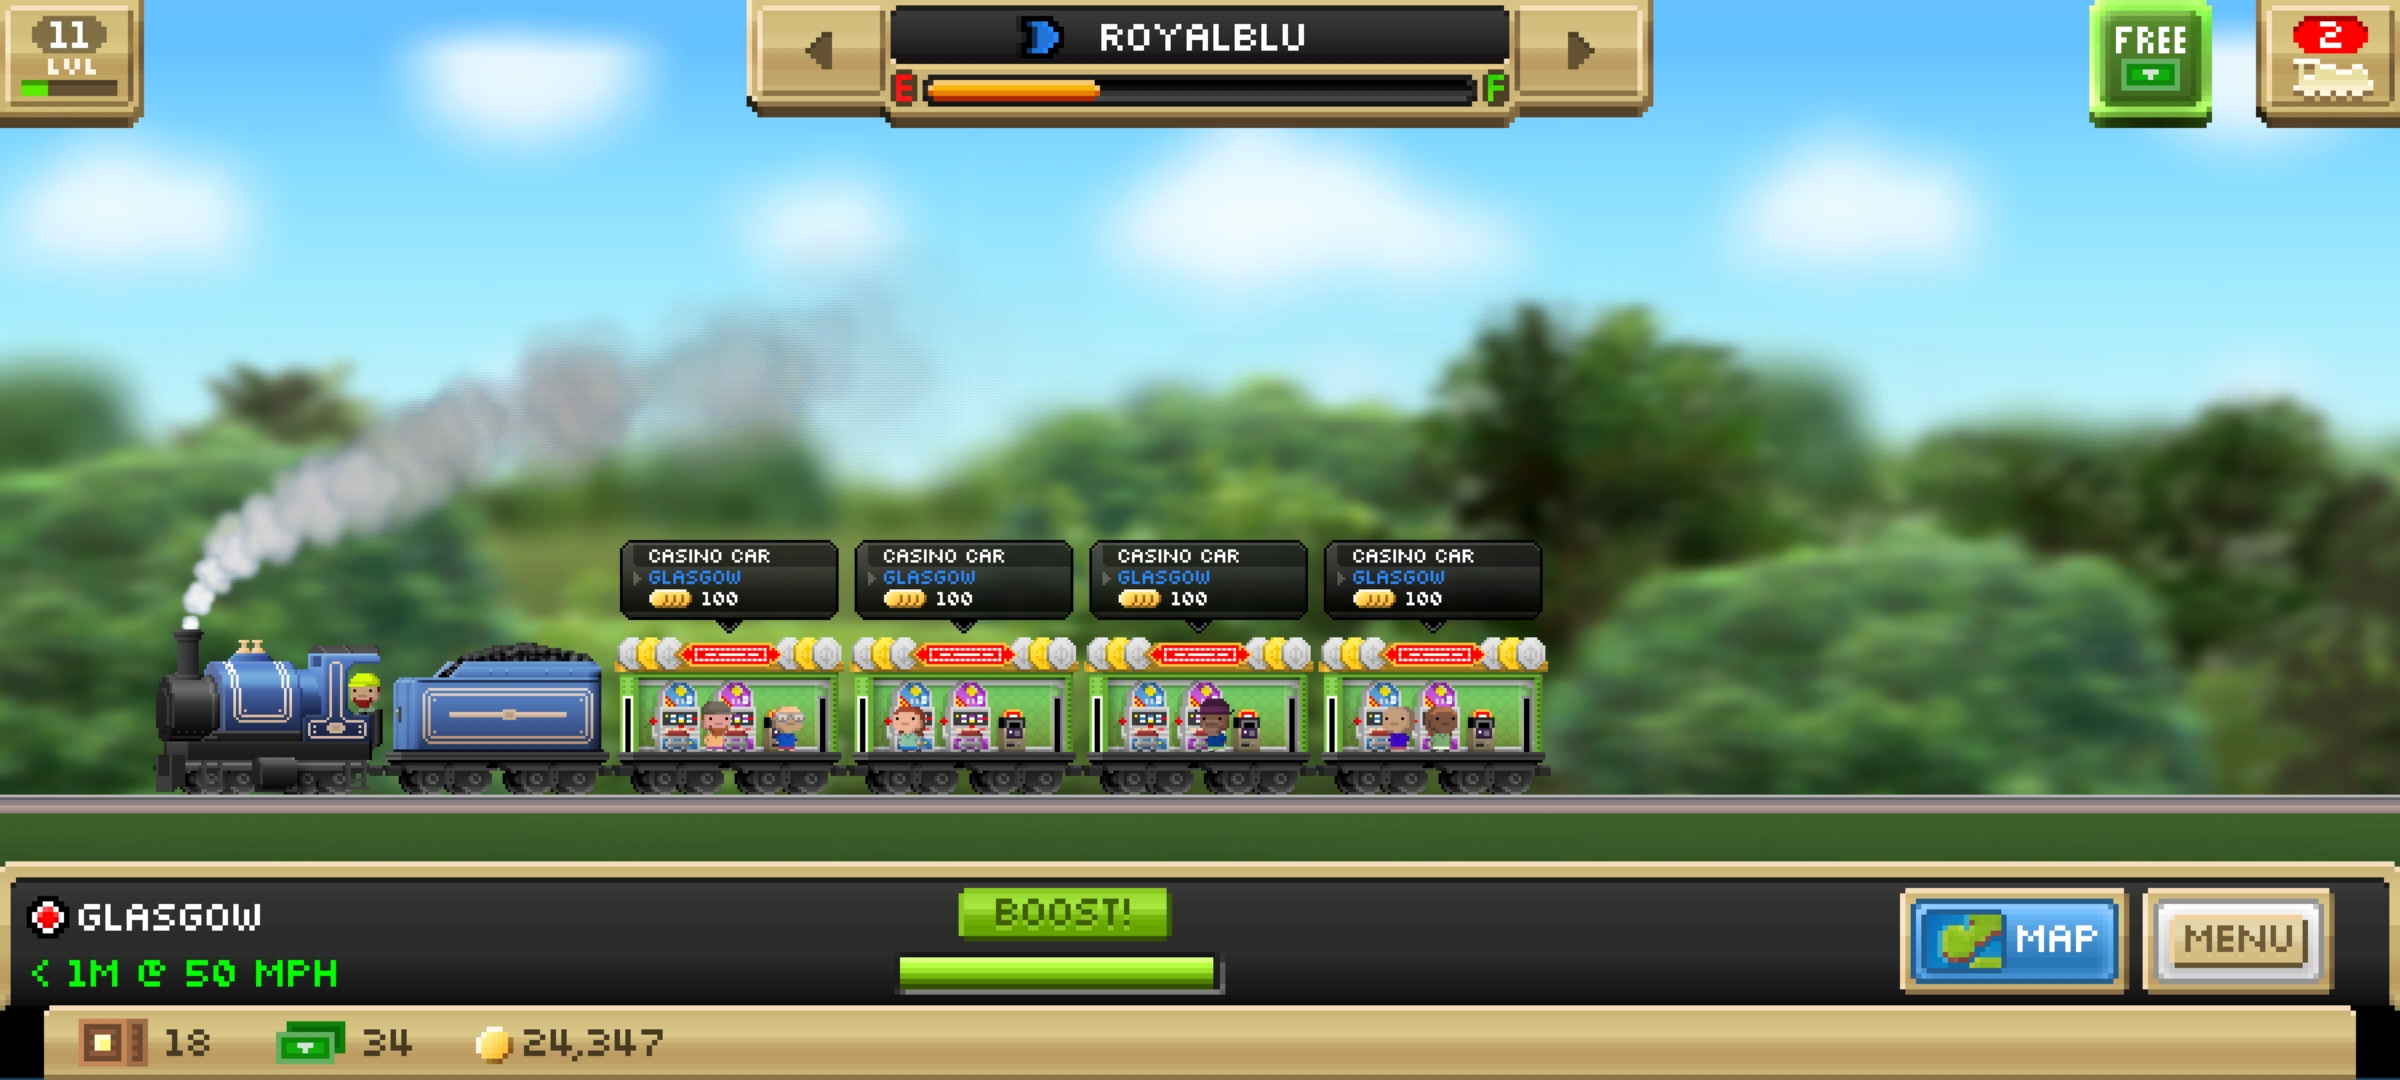 11
LVL
ROYALBLU
E
F
FREE
2
CASINO CAR
GLASGOW
100
CASINO CAR
GLASGOW
100
CASINO CAR
GLASGOW
100
CASINO CAR
GLASGOW
100
GLASGOW
< 1M @ 50 MPH
BOOST!
MAP
MENU
18
34
24,347